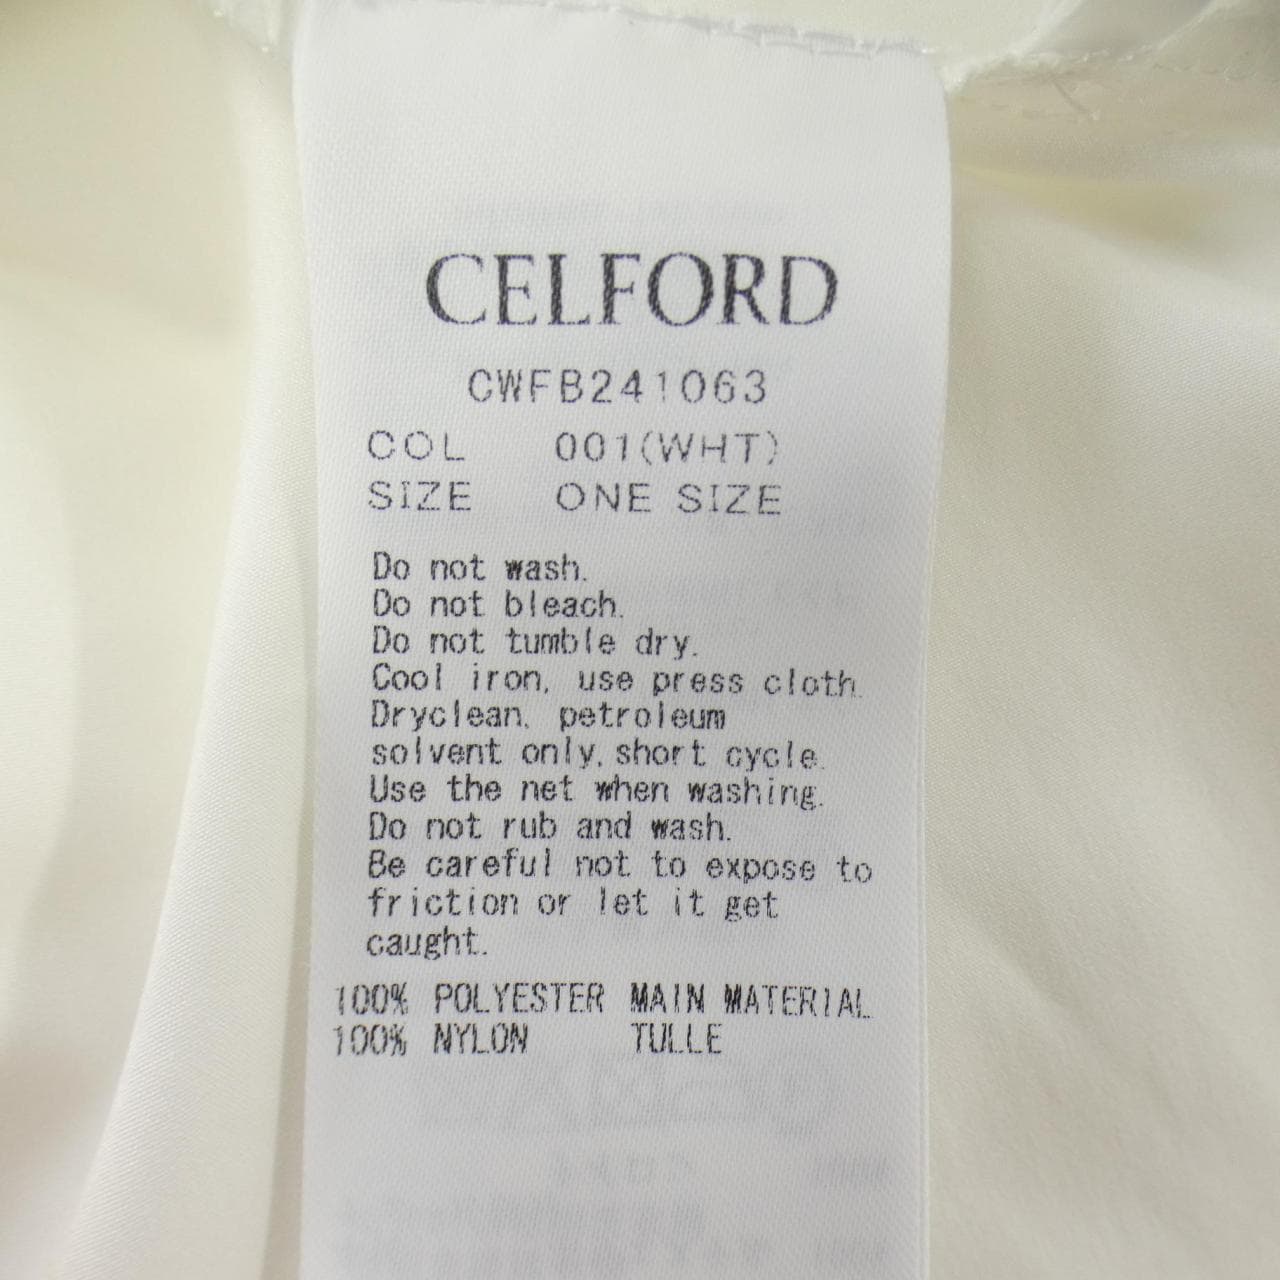 CELFORD
CWFB241063
COL 001(WHT)
SIZE ONE SIZE
Do not wash.
Do not bleach.
Do not tumble dry.
Cool iron, use press cloth.
Dryclean, petroleum
solvent only, short cycle.
Use the net when washing.
Do not rub and wash.
Be careful not to expose to
friction or let it get
caught.
100% POLYESTER MAIN MATERIAL
100% NYLON TULLE